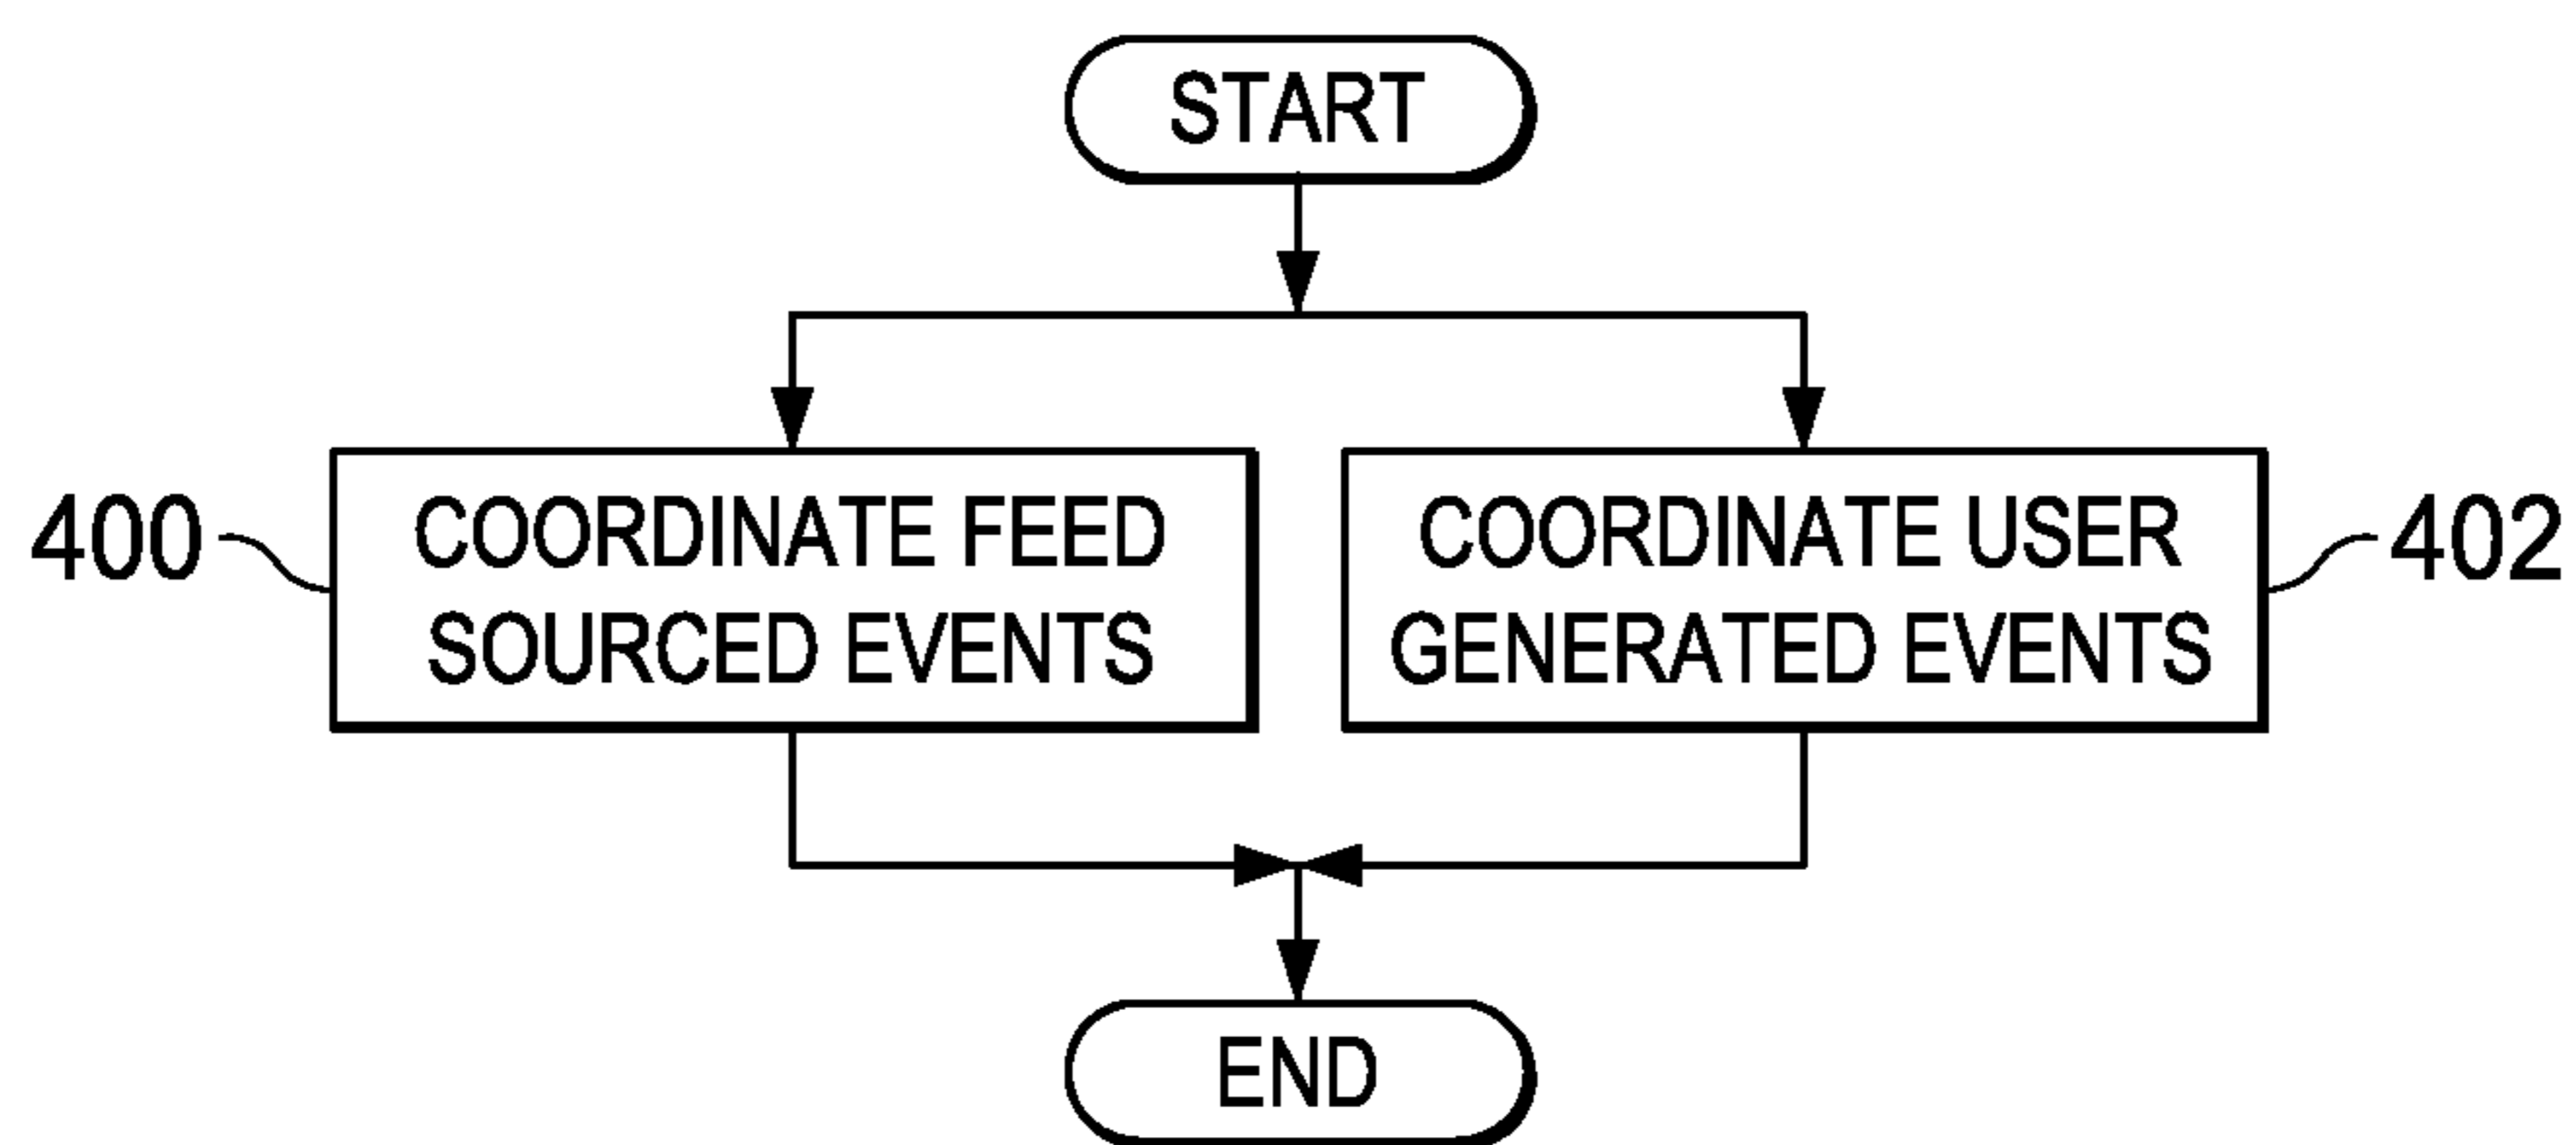 START
400
COORDINATE FEED
SOURCED EVENTS
COORDINATE USER
GENERATED EVENTS
402
END